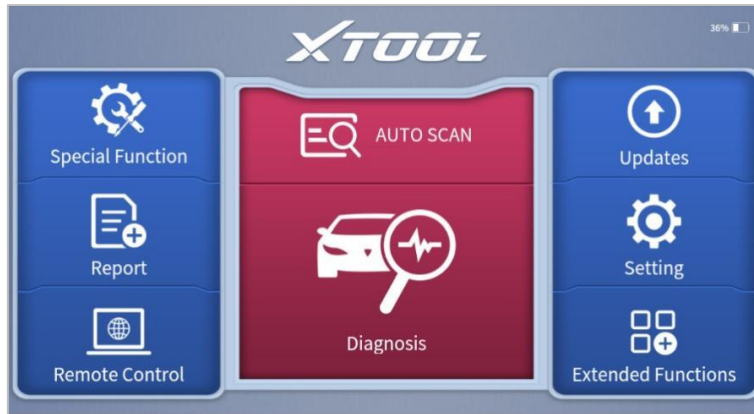 XTOOL
36%
Special Function
AUTO SCAN
Updates
Report
Diagnosis
Setting
Remote Control
Extended Functions